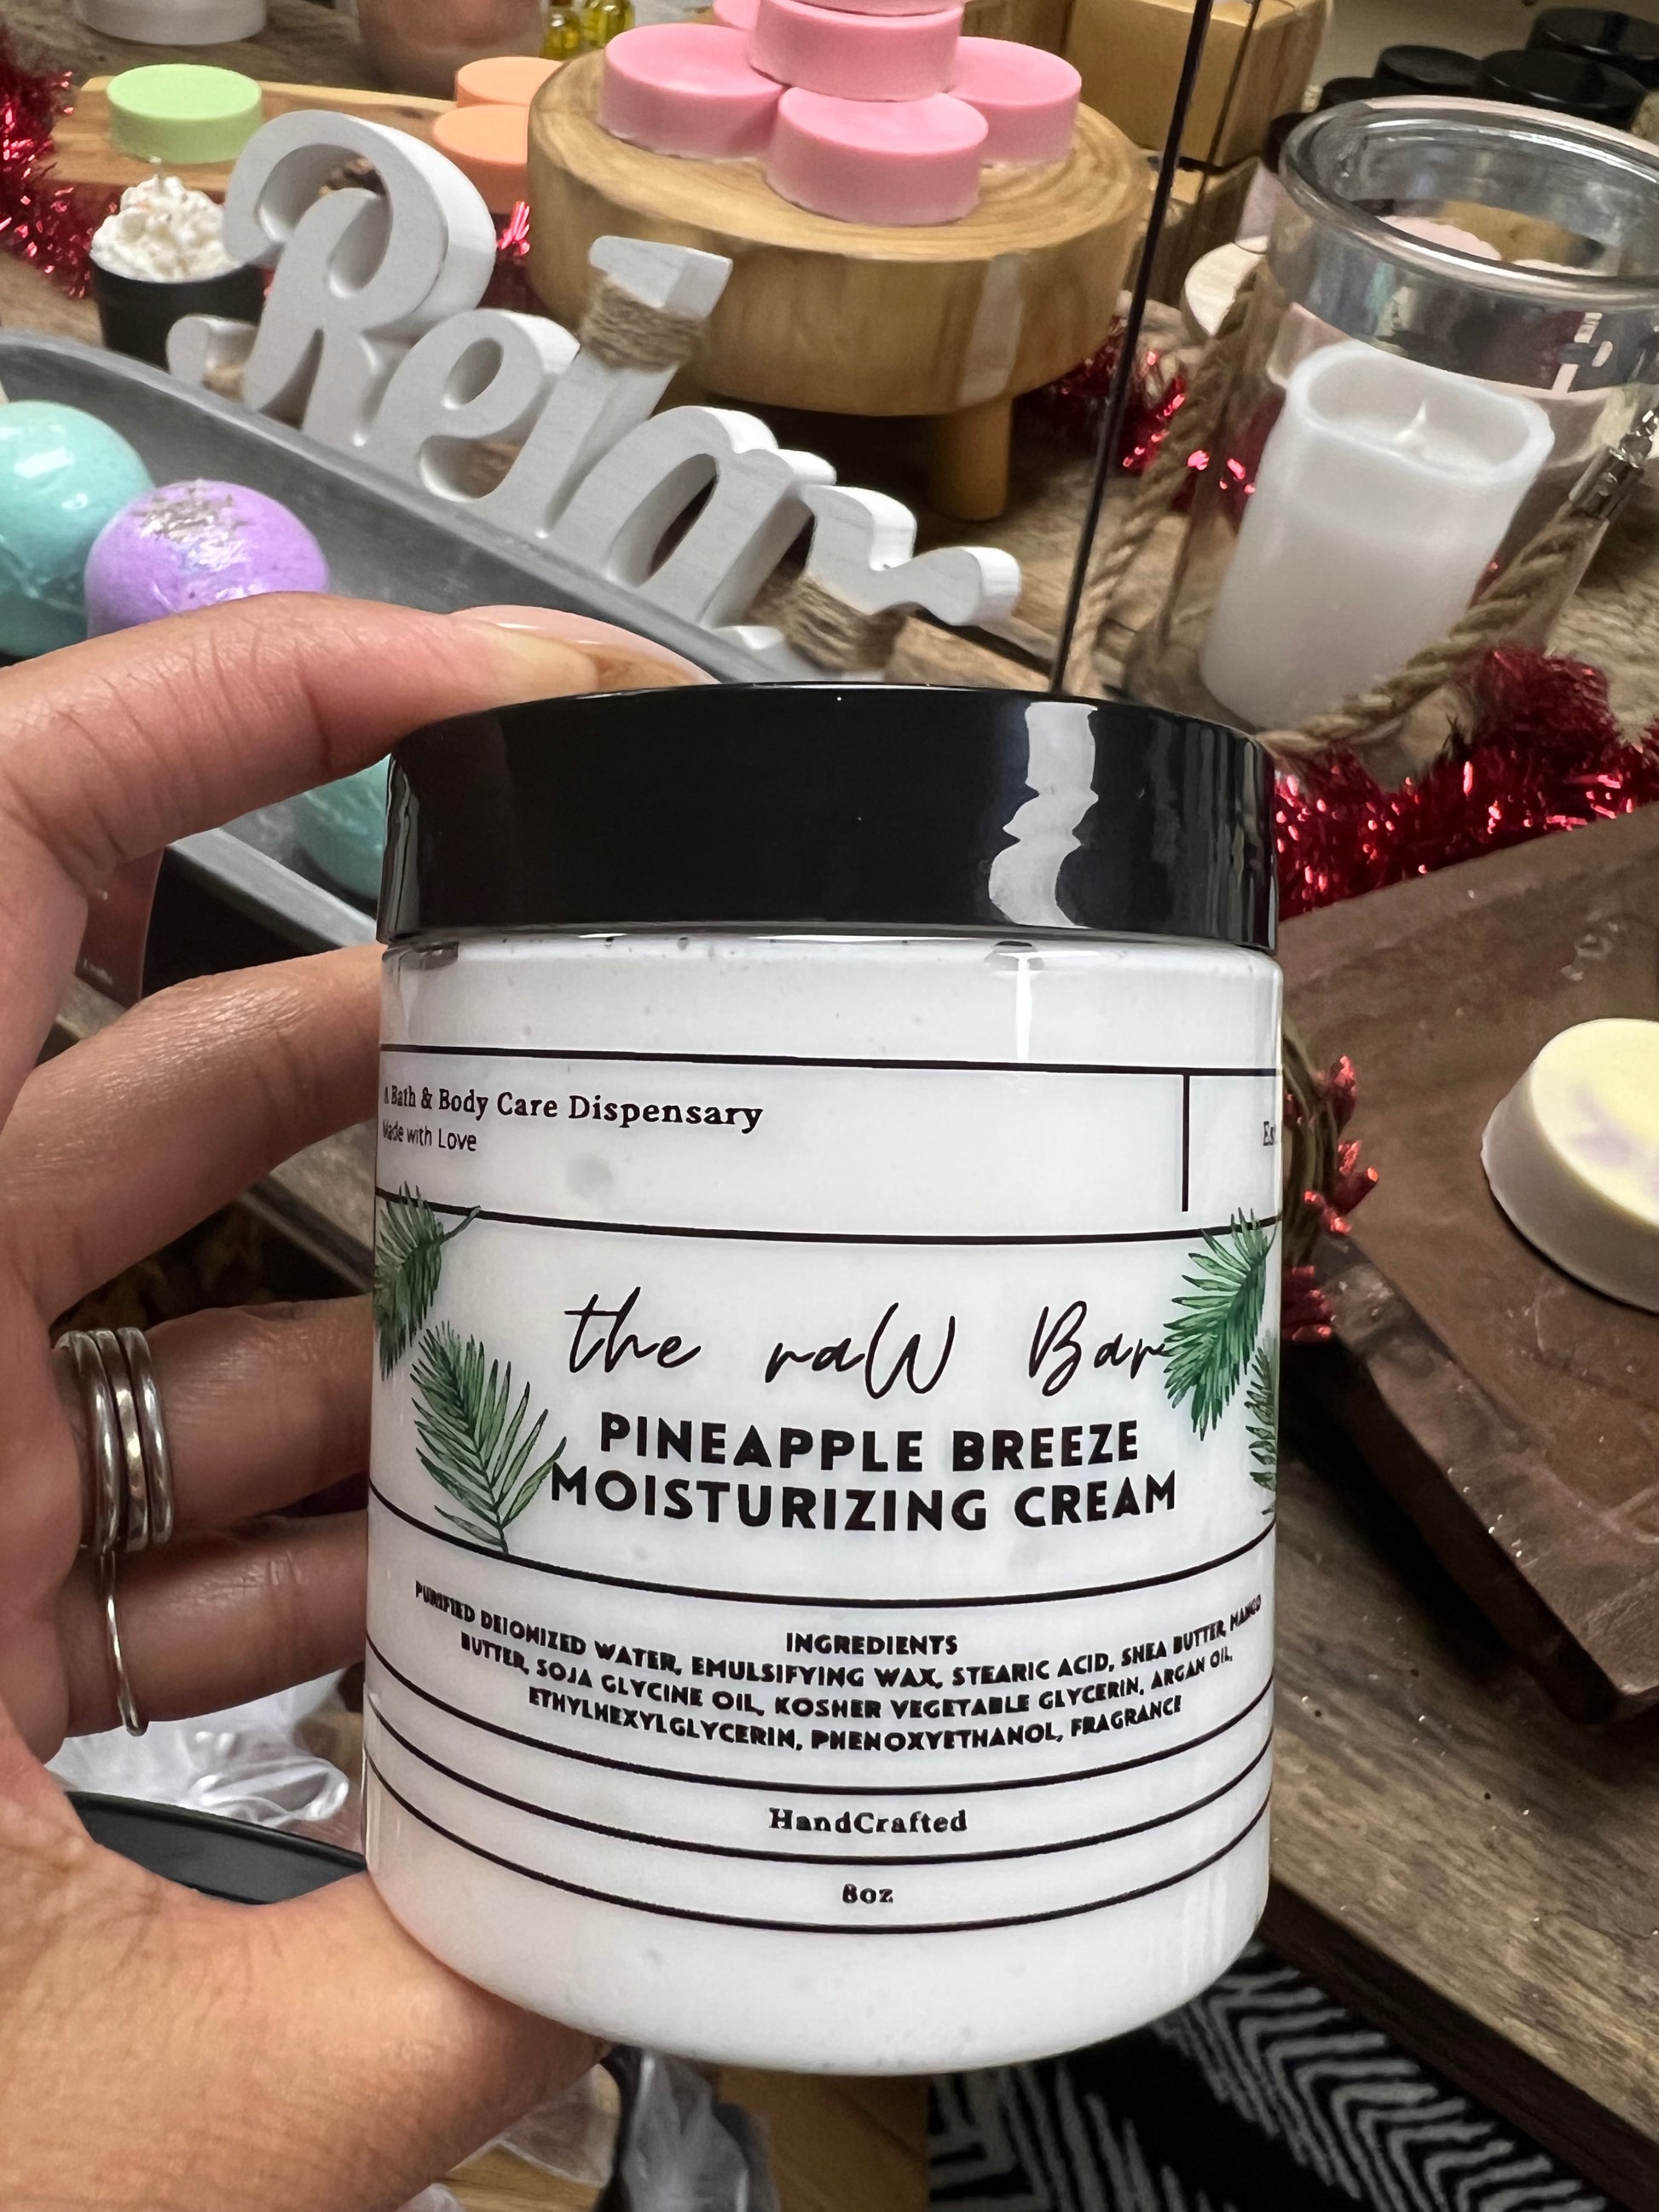 Relax
A Bath & Body Care Dispensary
Made with Love
the raW Bar
PINEAPPLE BREEZE
MOISTURIZING CREAM
INGREDIENTS
PURIFIED DEIONIZED WATER, EMULSIFYING WAX, STEARIC ACID, SHEA BUTTER, MANGO
BUTTER, SOJA GLYCINE OIL, KOSHER VEGETABLE GLYCERIN, ARGAN OIL,
ETHYLHEXYLGLYCERIN, PHENOXYETHANOL, FRAGRANCE
HandCrafted
8oz